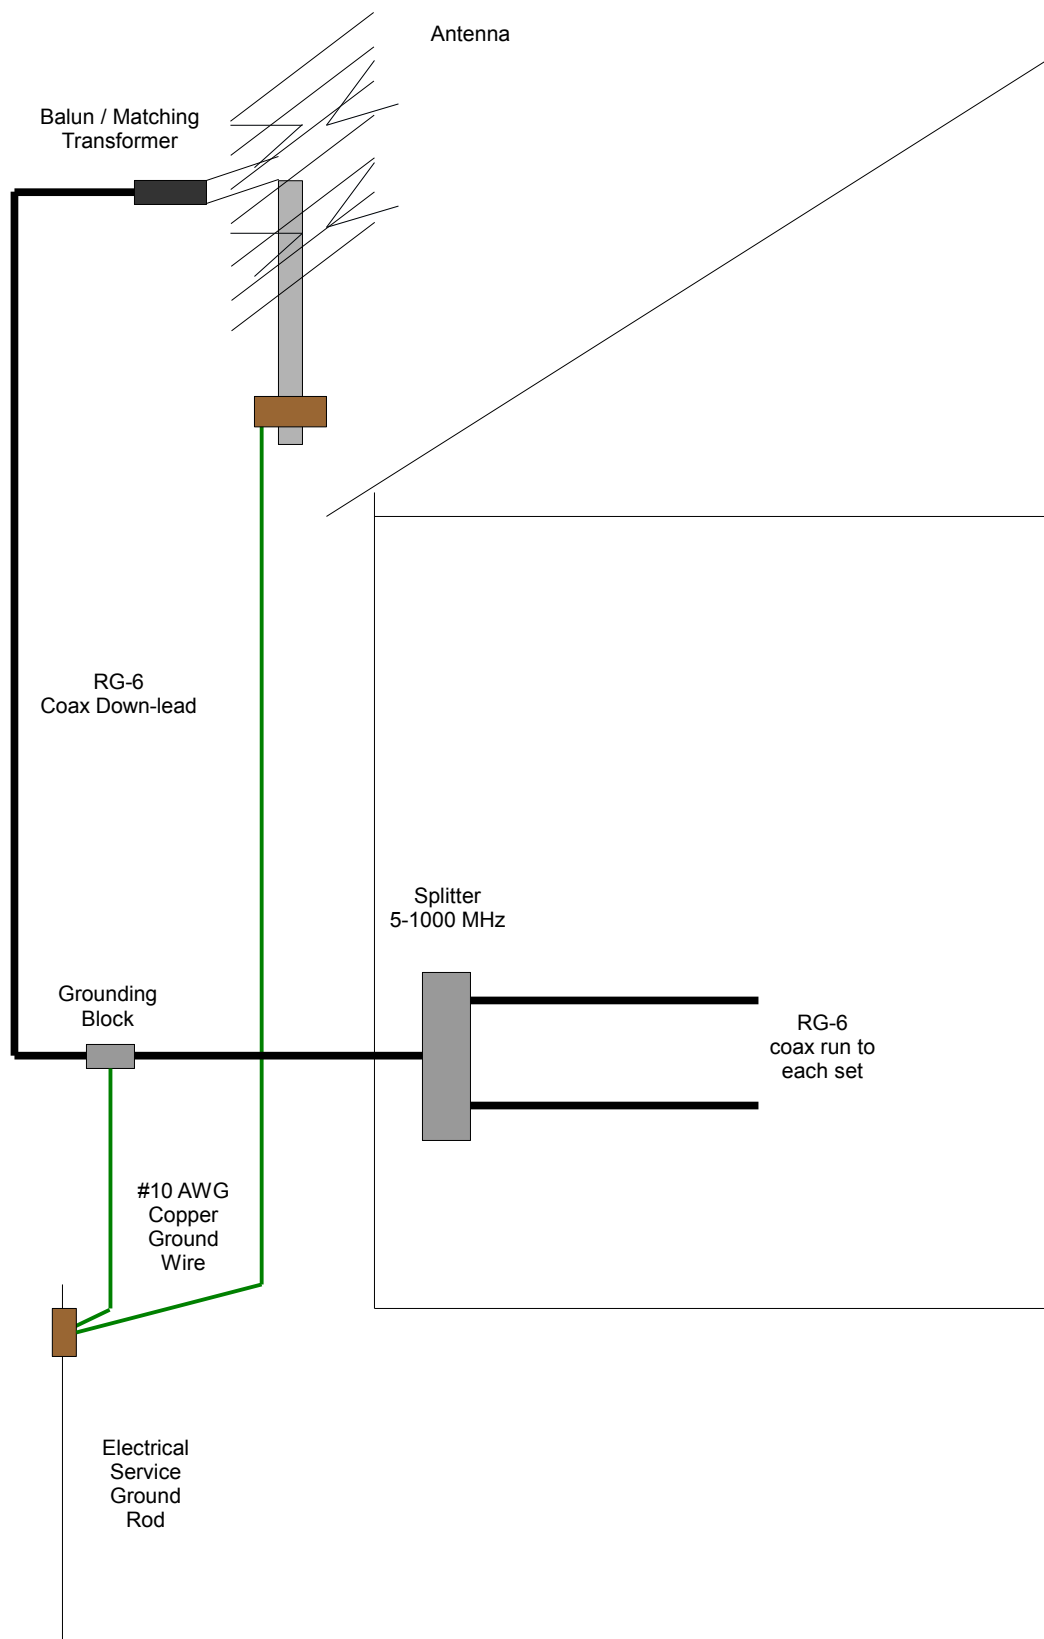 Antenna
Balun / Matching
Transformer
RG-6
Coax Down-lead
Splitter
5-1000 MHz
Grounding
Block
RG-6
coax run to
each set
#10 AWG
Copper
Ground
Wire
Electrical
Service
Ground
Rod